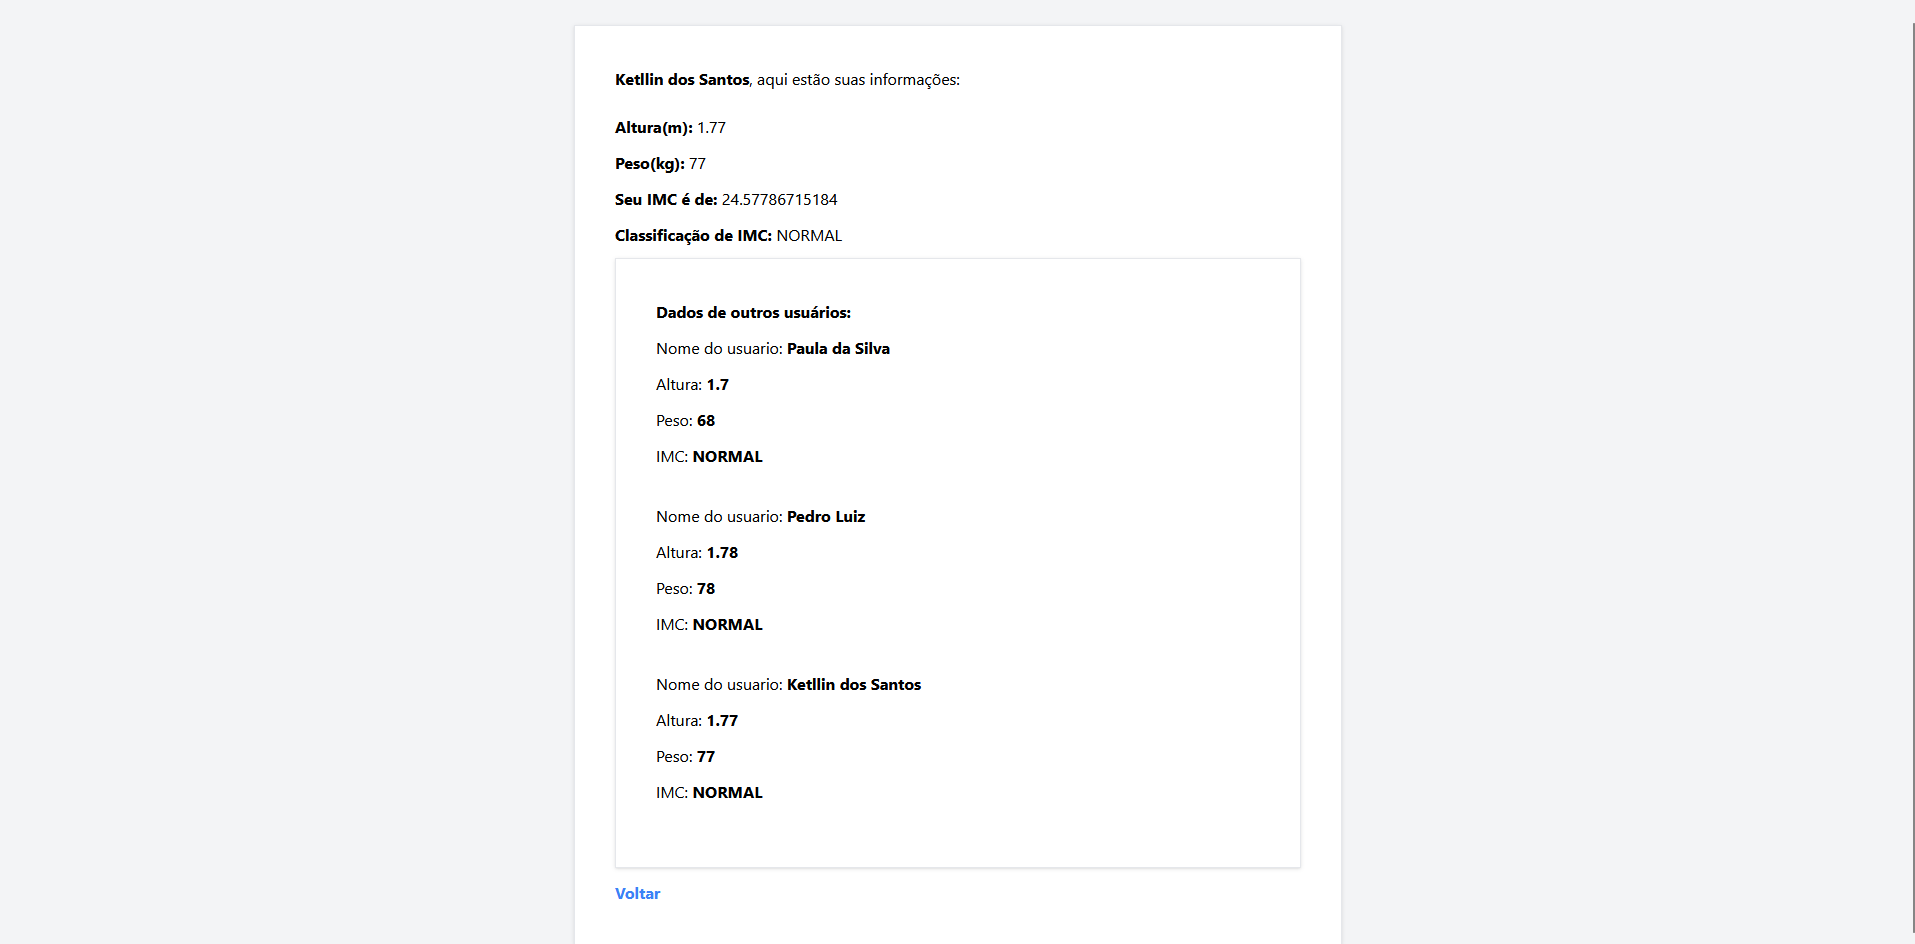 Ketllin dos Santos, aqui estão suas informações:
Altura(m): 1.77
Peso(kg): 77
Seu IMC é de: 24.57786715184
Classificação de IMC: NORMAL
Dados de outros usuários:
Nome do usuario: Paula da Silva
Altura: 1.7
Peso: 68
IMC: NORMAL
Nome do usuario: Pedro Luiz
Altura: 1.78
Peso: 78
IMC: NORMAL
Nome do usuario: Ketllin dos Santos
Altura: 1.77
Peso: 77
IMC: NORMAL
Voltar